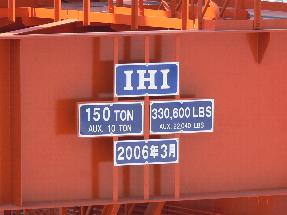 IHI
150 TON
AUX. 10 TON
330,600 LBS
AUX. 22,040 LBS
2006年3月